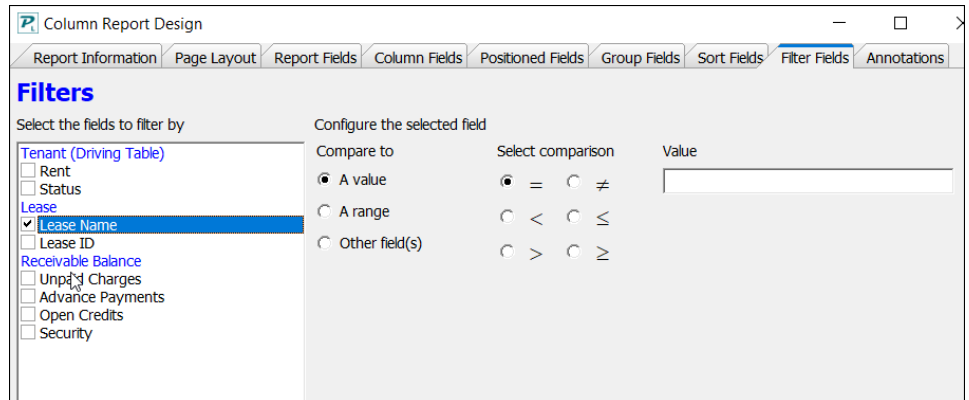 Column Report Design
Report Information Page Layout Report Fields Column Fields Positioned Fields Group Fields Sort Fields Filter Fields Annotations
Filters
Select the fields to filter by
Tenant (Driving Table)
Rent
Status
Lease
Lease Name
Lease ID
Receivable Balance
Unpaid Charges
Advance Payments
Open Credits
Security
Configure the selected field
Compare to
A value
A range
Other field(s)
Select comparison
= ≠
< ≤
> ≥
Value